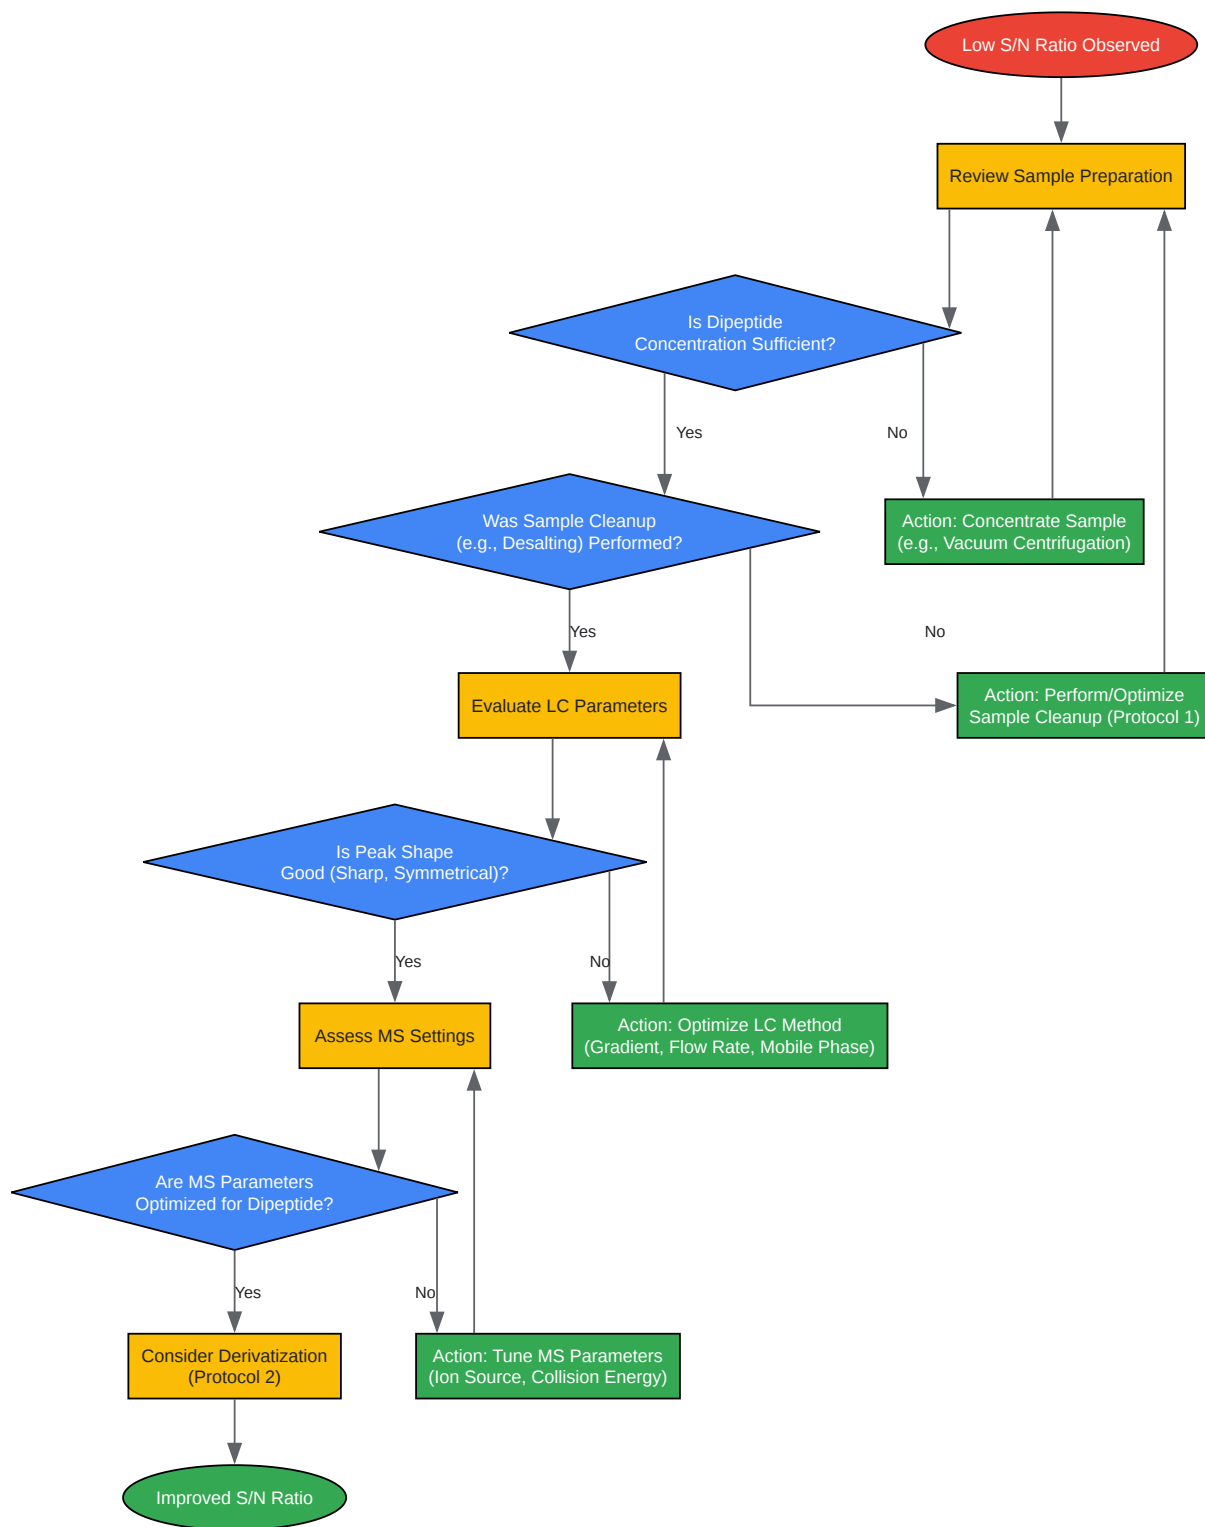 Low S/N Ratio Observed
Review Sample Preparation
Is Dipeptide
Concentration Sufficient?
Yes
No
Was Sample Cleanup
(e.g., Desalting) Performed?
Action: Concentrate Sample
(e.g., Vacuum Centrifugation)
Yes
No
Evaluate LC Parameters
Action: Perform/Optimize
Sample Cleanup (Protocol 1)
Is Peak Shape
Good (Sharp, Symmetrical)?
Yes
No
Assess MS Settings
Action: Optimize LC Method
(Gradient, Flow Rate, Mobile Phase)
Are MS Parameters
Optimized for Dipeptide?
Yes
No
Consider Derivatization
(Protocol 2)
Action: Tune MS Parameters
(Ion Source, Collision Energy)
Improved S/N Ratio